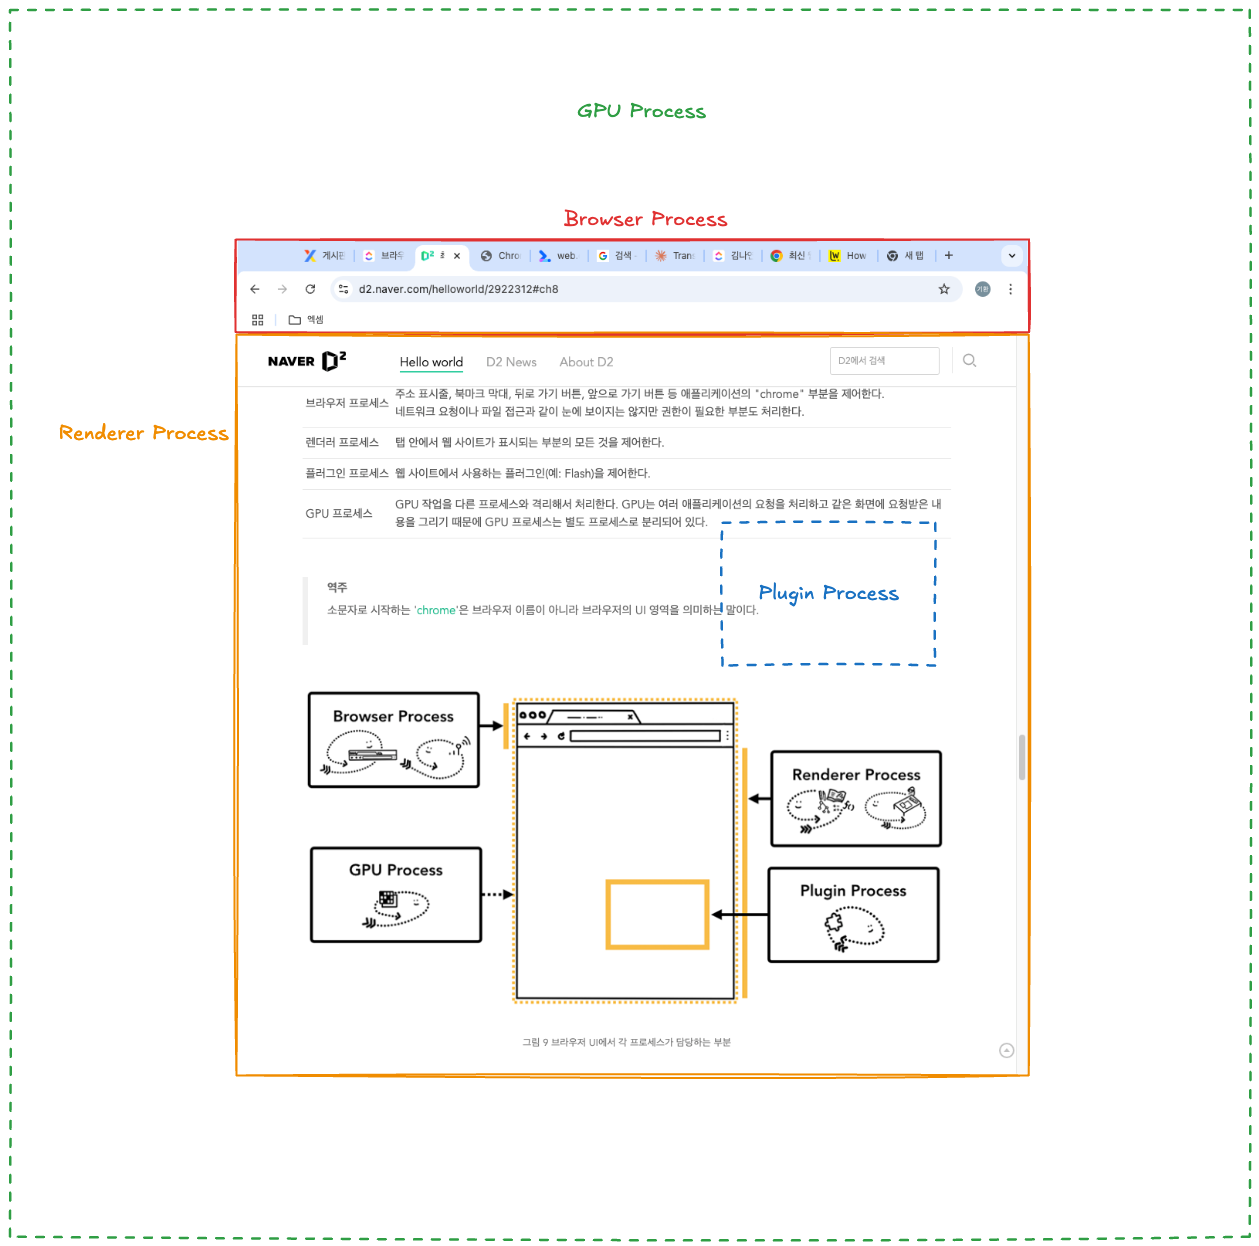 GPU Process
Browser Process
게시판
브라우
D2 초
Chro
web.
검색 -
Trans
김나인
최신
How
새 탭
d2.naver.com/helloworld/2922312#ch8
기환
엑셈
NAVER D2
Hello world
D2 News
About D2
D2에서 검색
Renderer Process
브라우저 프로세스
주소 표시줄, 북마크 막대, 뒤로 가기 버튼, 앞으로 가기 버튼 등 애플리케이션의 "chrome" 부분을 제어한다.
네트워크 요청이나 파일 접근과 같이 눈에 보이지는 않지만 권한이 필요한 부분도 처리한다.
렌더러 프로세스
탭 안에서 웹 사이트가 표시되는 부분의 모든 것을 제어한다.
플러그인 프로세스
웹 사이트에서 사용하는 플러그인(예: Flash)을 제어한다.
GPU 프로세스
GPU 작업을 다른 프로세스와 격리해서 처리한다. GPU는 여러 애플리케이션의 요청을 처리하고 같은 화면에 요청받은 내
용을 그리기 때문에 GPU 프로세스는 별도 프로세스로 분리되어 있다.
Plugin Process
역주
소문자로 시작하는 'chrome'은 브라우저 이름이 아니라 브라우저의 UI 영역을 의미하는 말이다.
Browser Process
Renderer Process
GPU Process
Plugin Process
그림 9 브라우저 UI에서 각 프로세스가 담당하는 부분